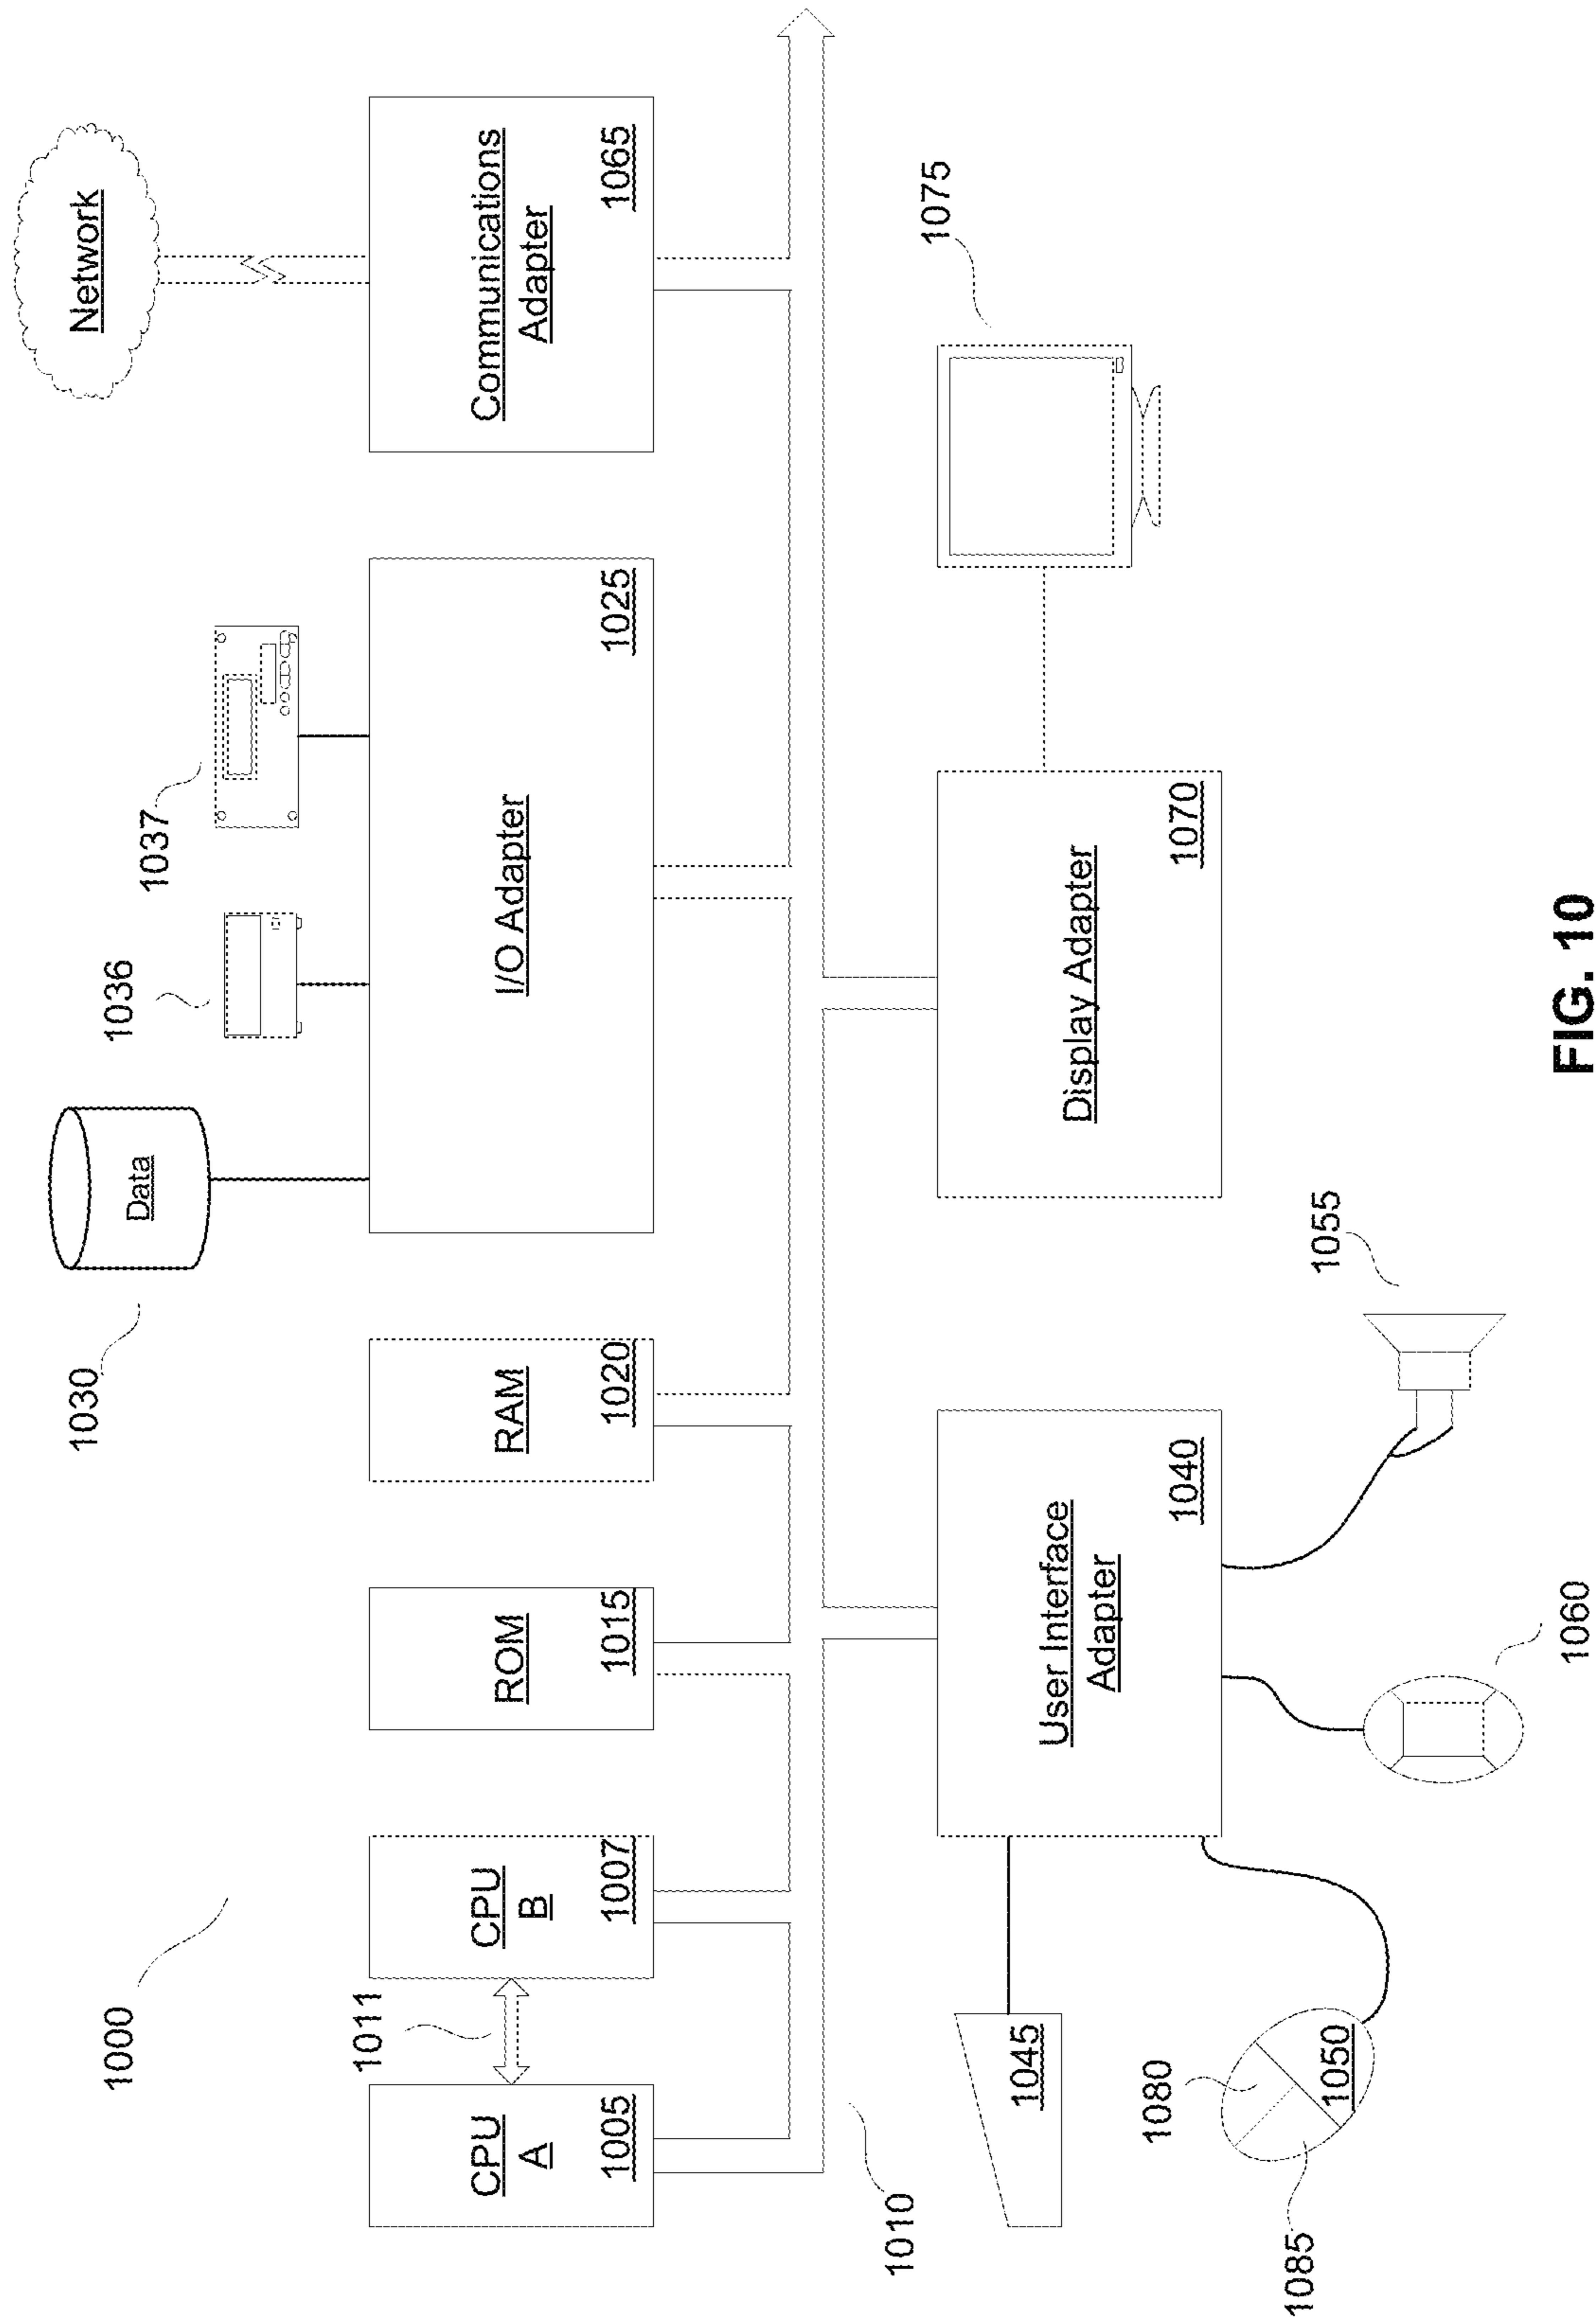 1000
1011
CPU
A
1005
CPU
B
1007
ROM
1015
RAM
1020
1030
Data
1036
1037
I/O Adapter
1025
Network
Communications
Adapter
1065
1010
1045
1080
1050
1085
User Interface
Adapter
1040
1060
1055
Display Adapter
1070
1075
FIG. 10